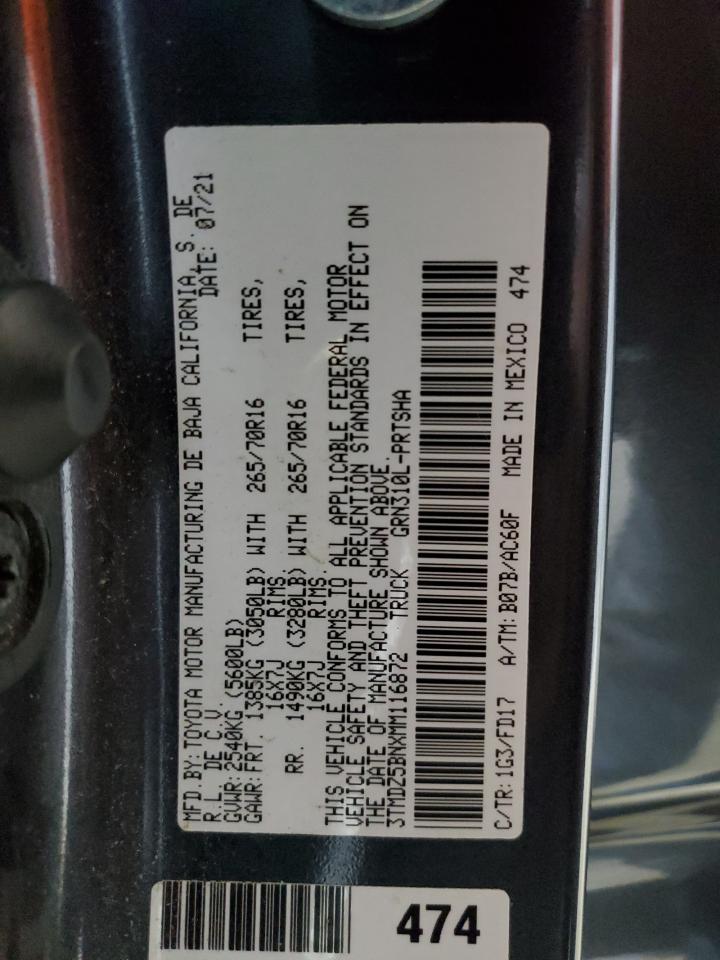 MFD.BY:TOYOTA MOTOR MANUFACTURING DE BAJA CALIFORNIA, S. DE
R.L. DE C.V. DATE: 07/21
GVWR:2540KG (5600LB)
GAWR:FRT. 1385KG (3050LB) WITH 265/70R16 TIRES,
16X7J RIMS,
RR. 1490KG (3280LB) WITH 265/70R16 TIRES,
16X7J RIMS.
THIS VEHICLE CONFORMS TO ALL APPLICABLE FEDERAL MOTOR
VEHICLE SAFETY AND THEFT PREVENTION STANDARDS IN EFFECT ON
THE DATE OF MANUFACTURE SHOWN ABOVE.
3TMDZ5BNXMM116872 TRUCK GRN310L-PRTSHA
C/TR:1G3/FD17 A/TM:B07B/AC60F MADE IN MEXICO 474
474